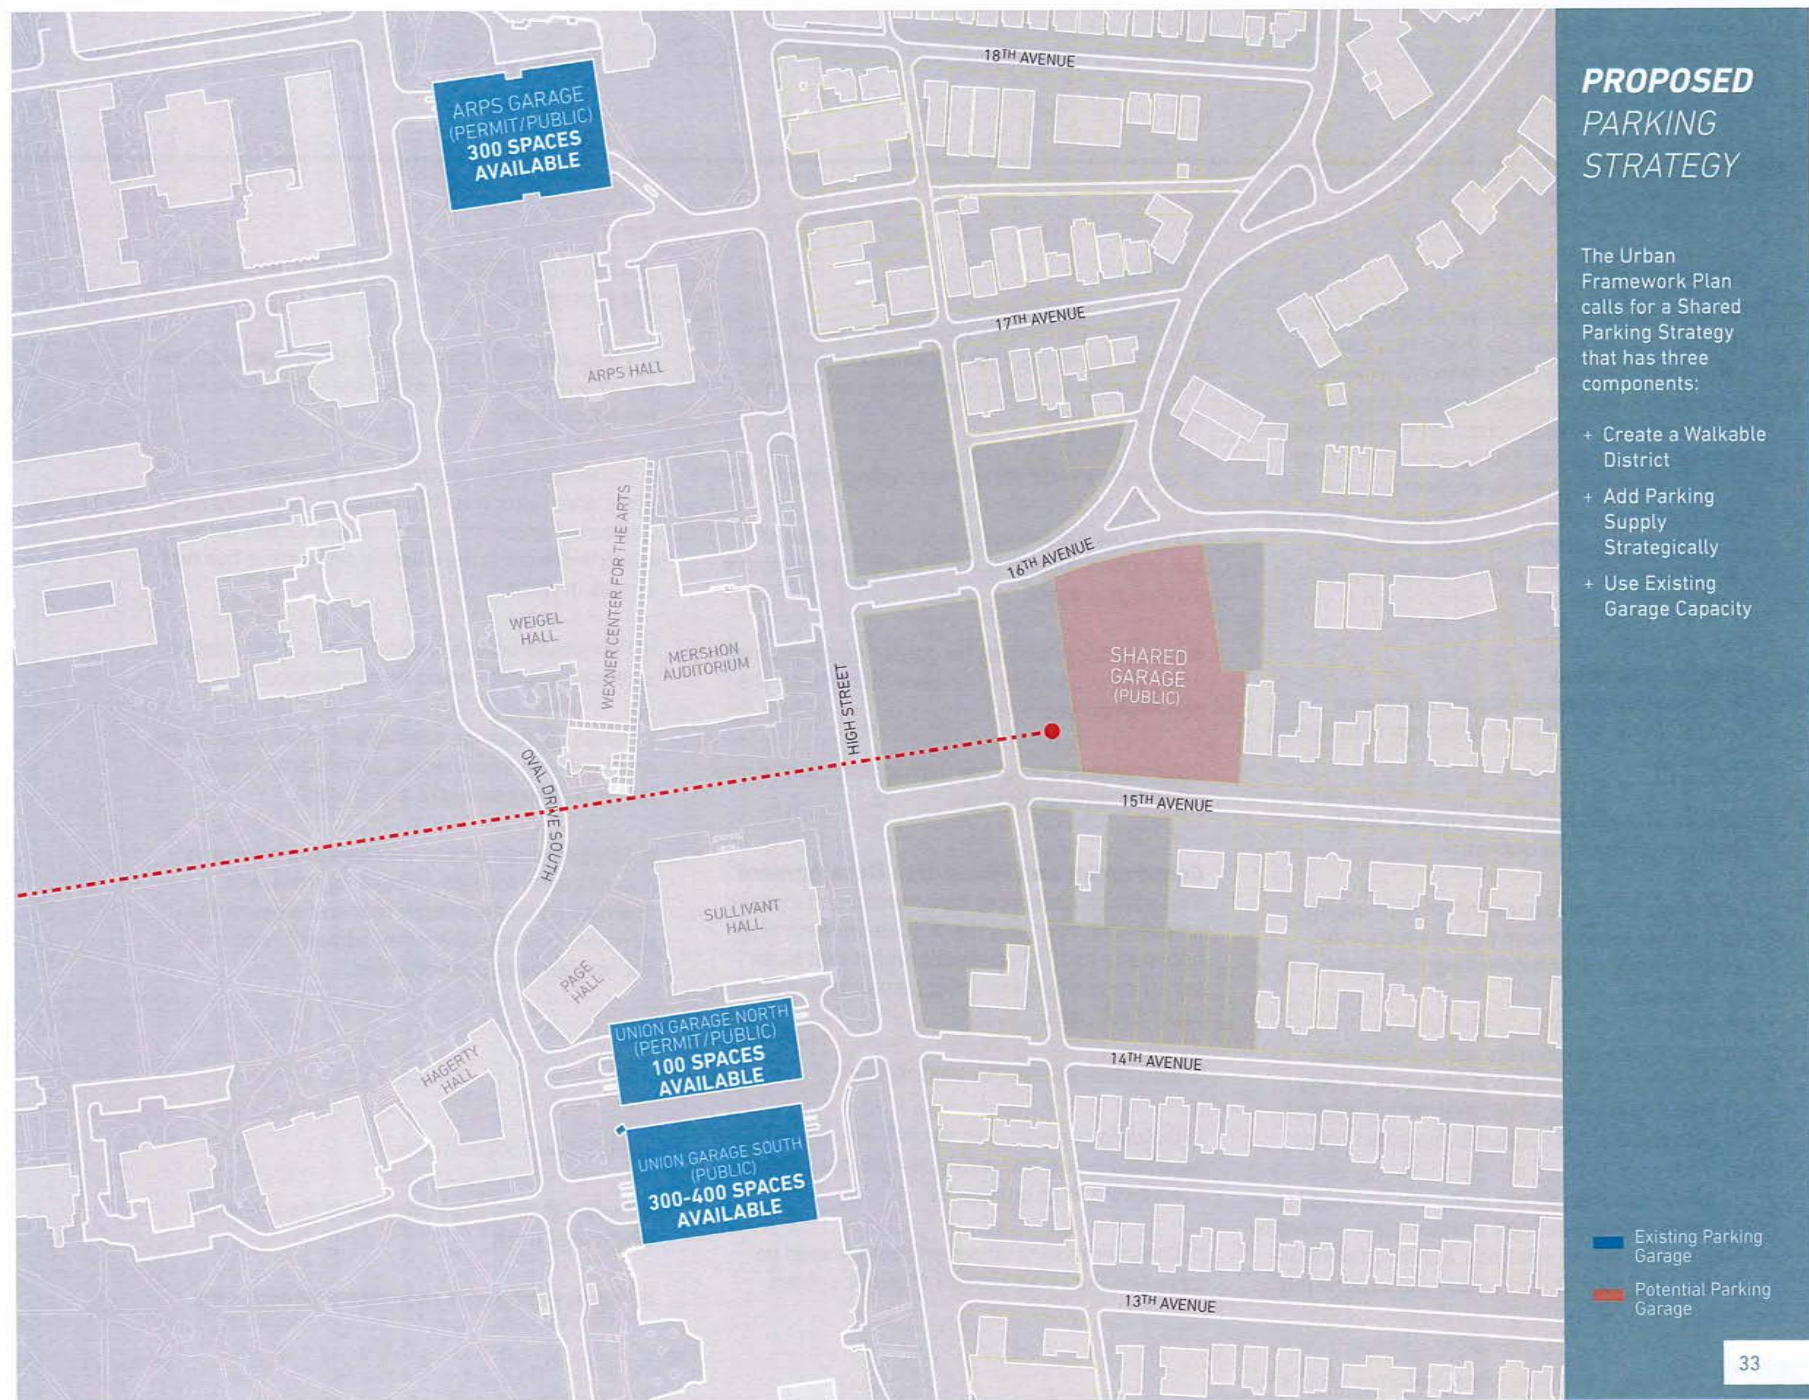 18TH AVENUE
ARPS GARAGE
(PERMIT/PUBLIC)
300 SPACES
AVAILABLE
17TH AVENUE
ARPS HALL
WEXNER CENTER FOR THE ARTS
16TH AVENUE
WEIGEL
HALL
MERSHON
AUDITORIUM
SHARED
GARAGE
(PUBLIC)
HIGH STREET
OVAL DRIVE SOUTH
15TH AVENUE
SULLIVANT
HALL
PAGE
HALL
UNION GARAGE NORTH
(PERMIT/PUBLIC)
100 SPACES
AVAILABLE
HAGERTY
HALL
14TH AVENUE
UNION GARAGE SOUTH
(PUBLIC)
300-400 SPACES
AVAILABLE
13TH AVENUE
PROPOSED
PARKING
STRATEGY
The Urban
Framework Plan
calls for a Shared
Parking Strategy
that has three
components:
+ Create a Walkable
District
+ Add Parking
Supply
Strategically
+ Use Existing
Garage Capacity
Existing Parking
Garage
Potential Parking
Garage
33